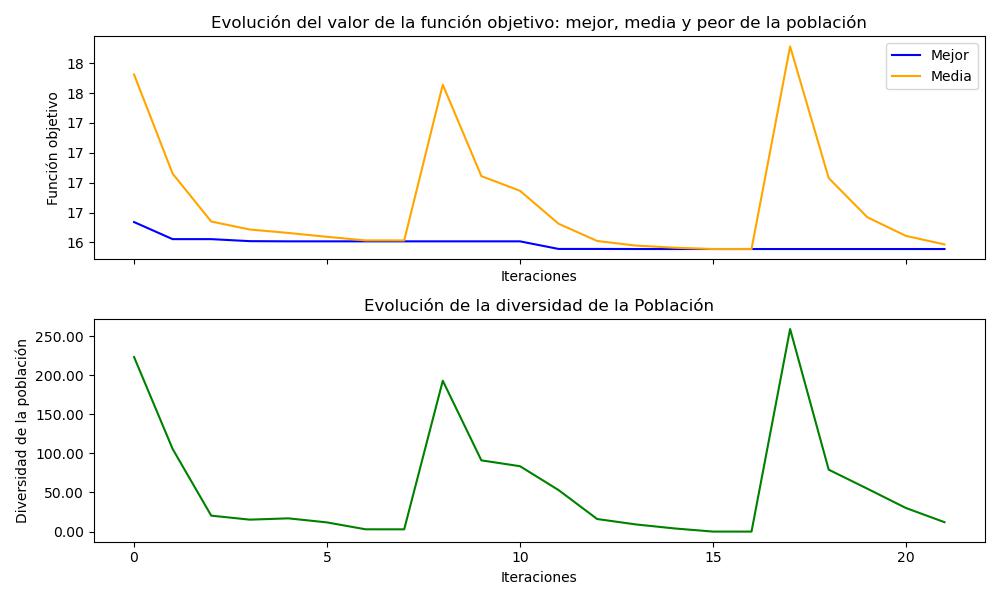 Evolución del valor de la función objetivo: mejor, media y peor de la población
Función objetivo
18
18
17
17
17
17
16
Mejor
Media
Iteraciones
Evolución de la diversidad de la Población
Diversidad de la población
250.00
200.00
150.00
100.00
50.00
0.00
0 5 10 15 20
Iteraciones